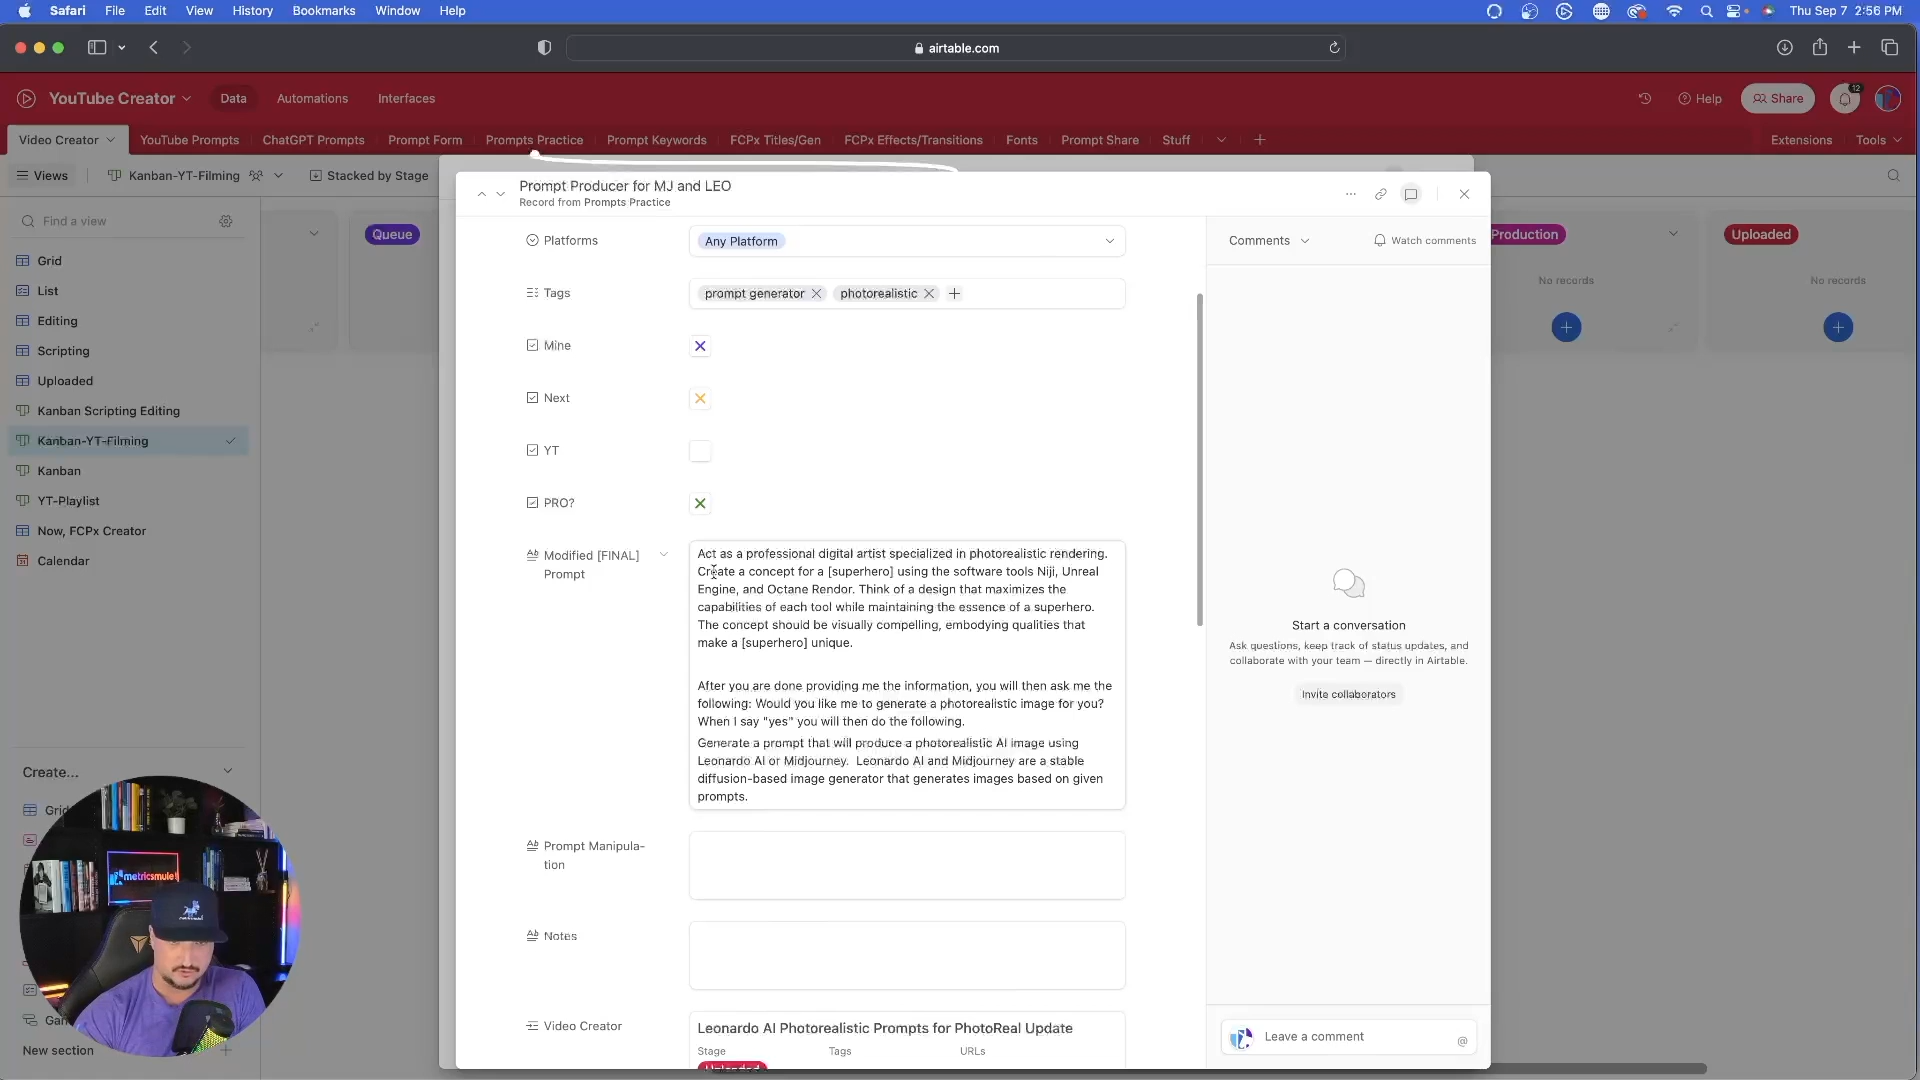 Safari File Edit View History Bookmarks Window Help Thu Sep 7 2:56 PM
airtable.com
YouTube Creator Data Automations Interfaces Help Share 12
Video Creator YouTube Prompts ChatGPT Prompts Prompt Form Prompts Practice Prompt Keywords FCPx Titles/Gen FCPx Effects/Transitions Fonts Prompt Share Stuff Extensions Tools
Views Kanban-YT-Filming Stacked by Stage
Find a view
Grid
List
Editing
Scripting
Uploaded
Kanban Scripting Editing
Kanban-YT-Filming
Kanban
YT-Playlist
Now, FCPx Creator
Calendar
Create...
Grid
New section
metricsmule
Queue
Production
No records
Uploaded
No records
Prompt Producer for MJ and LEO
Record from Prompts Practice
Platforms Any Platform
Tags prompt generator photorealistic
Mine
Next
YT
PRO?
Modified [FINAL]
Prompt
Act as a professional digital artist specialized in photorealistic rendering.
Create a concept for a [superhero] using the software tools Niji, Unreal
Engine, and Octane Rendor. Think of a design that maximizes the
capabilities of each tool while maintaining the essence of a superhero.
The concept should be visually compelling, embodying qualities that
make a [superhero] unique.
After you are done providing me the information, you will then ask me the
following: Would you like me to generate a photorealistic image for you?
When I say "yes" you will then do the following.
Generate a prompt that will produce a photorealistic AI image using
Leonardo AI or Midjourney. Leonardo AI and Midjourney are a stable
diffusion-based image generator that generates images based on given
prompts.
Prompt Manipula-
tion
Notes
Video Creator
Leonardo AI Photorealistic Prompts for PhotoReal Update
Stage Tags URLs
Uploaded
Comments Watch comments
Start a conversation
Ask questions, keep track of status updates, and
collaborate with your team — directly in Airtable.
Invite collaborators
Leave a comment @